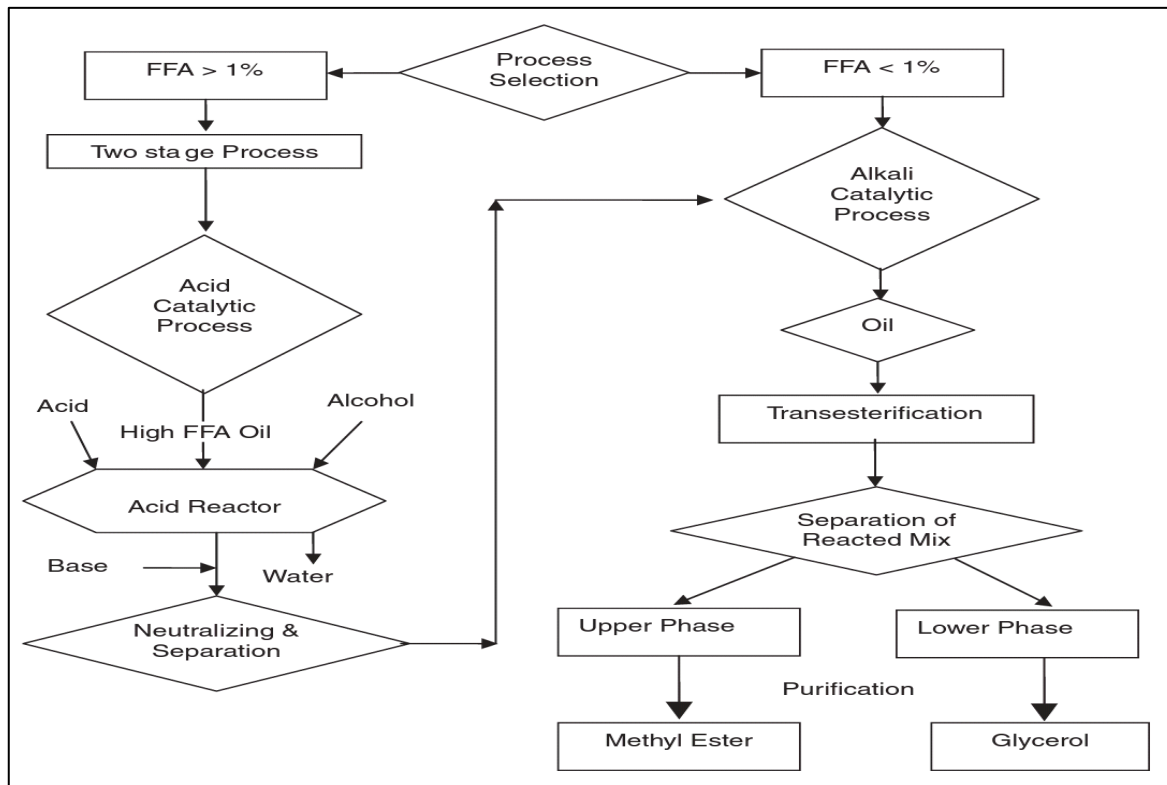 FFA > 1%
Process
Selection
FFA < 1%
Two stage Process
Alkali
Catalytic
Process
Acid
Catalytic
Process
Oil
Acid
Alcohol
High FFA Oil
Transesterification
Acid Reactor
Separation of
Reacted Mix
Base
Water
Neutralizing &
Separation
Upper Phase
Lower Phase
Purification
Methyl Ester
Glycerol